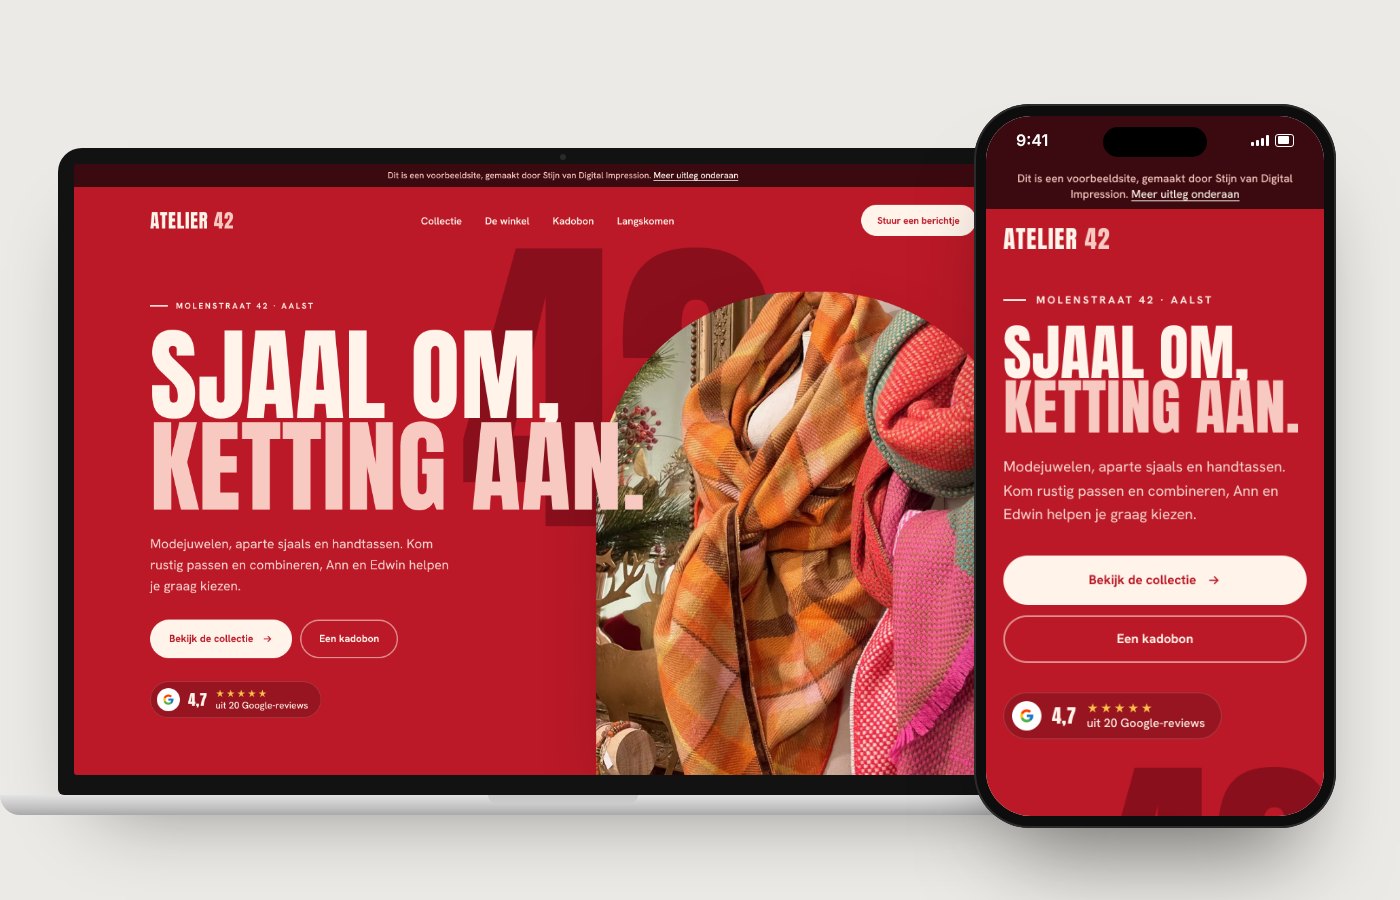 Dit is een voorbeeldsite, gemaakt door Stijn van Digital Impression. Meer uitleg onderaan
ATELIER 42
Collectie
De winkel
Kadobon
Langskomen
Stuur een berichtje
42
MOLENSTRAAT 42 · AALST
SJAAL OM,
KETTING AAN.
Modejuwelen, aparte sjaals en handtassen. Kom
rustig passen en combineren, Ann en Edwin helpen
je graag kiezen.
Bekijk de collectie →
Een kadobon
G
4,7
★★★★★
uit 20 Google-reviews
9:41
Dit is een voorbeeldsite, gemaakt door Stijn van Digital
Impression. Meer uitleg onderaan
ATELIER 42
MOLENSTRAAT 42 · AALST
SJAAL OM,
KETTING AAN.
Modejuwelen, aparte sjaals en handtassen.
Kom rustig passen en combineren, Ann en
Edwin helpen je graag kiezen.
Bekijk de collectie →
Een kadobon
G
4,7
★★★★★
uit 20 Google-reviews
42